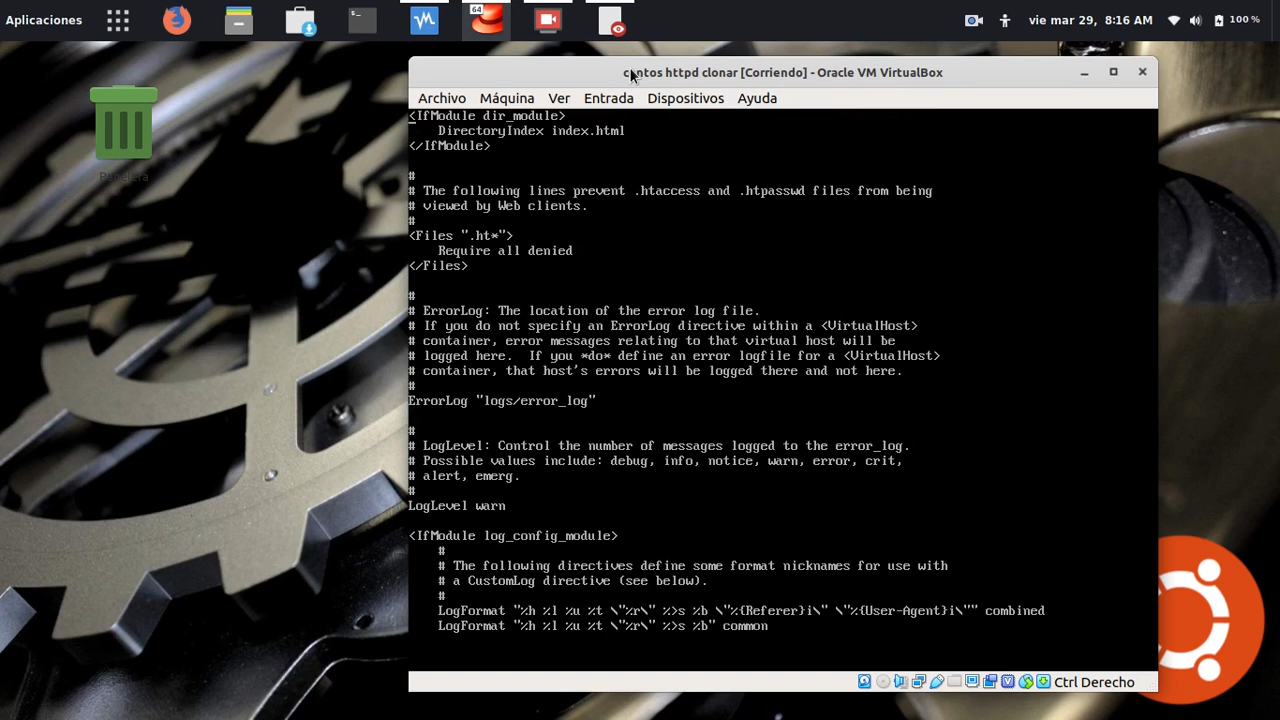 Aplicaciones
64
vie mar 29, 8:16 AM
100 %
Papelera
centos httpd clonar [Corriendo] - Oracle VM VirtualBox
Archivo Máquina Ver Entrada Dispositivos Ayuda
<IfModule dir_module>
    DirectoryIndex index.html
</IfModule>
#
# The following lines prevent .htaccess and .htpasswd files from being
# viewed by Web clients.
#
<Files ".ht*">
    Require all denied
</Files>
#
# ErrorLog: The location of the error log file.
# If you do not specify an ErrorLog directive within a <VirtualHost>
# container, error messages relating to that virtual host will be
# logged here.  If you *do* define an error logfile for a <VirtualHost>
# container, that host's errors will be logged there and not here.
#
ErrorLog "logs/error_log"
#
# LogLevel: Control the number of messages logged to the error_log.
# Possible values include: debug, info, notice, warn, error, crit,
# alert, emerg.
#
LogLevel warn
<IfModule log_config_module>
    #
    # The following directives define some format nicknames for use with
    # a CustomLog directive (see below).
    #
    LogFormat "%h %l %u %t \"%r\" %>s %b \"%{Referer}i\" \"%{User-Agent}i\"" combined
    LogFormat "%h %l %u %t \"%r\" %>s %b" common
Ctrl Derecho